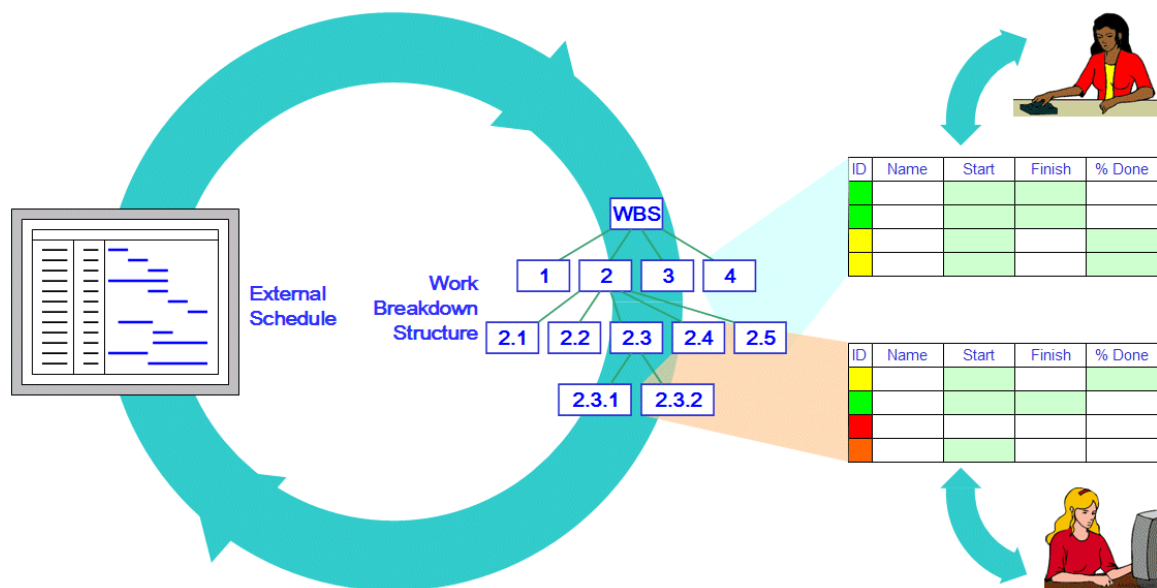 WBS
1 2 3 4
2.1 2.2 2.3 2.4 2.5
2.3.1 2.3.2
External
Schedule
Work
Breakdown
Structure
ID Name Start Finish % Done
ID Name Start Finish % Done